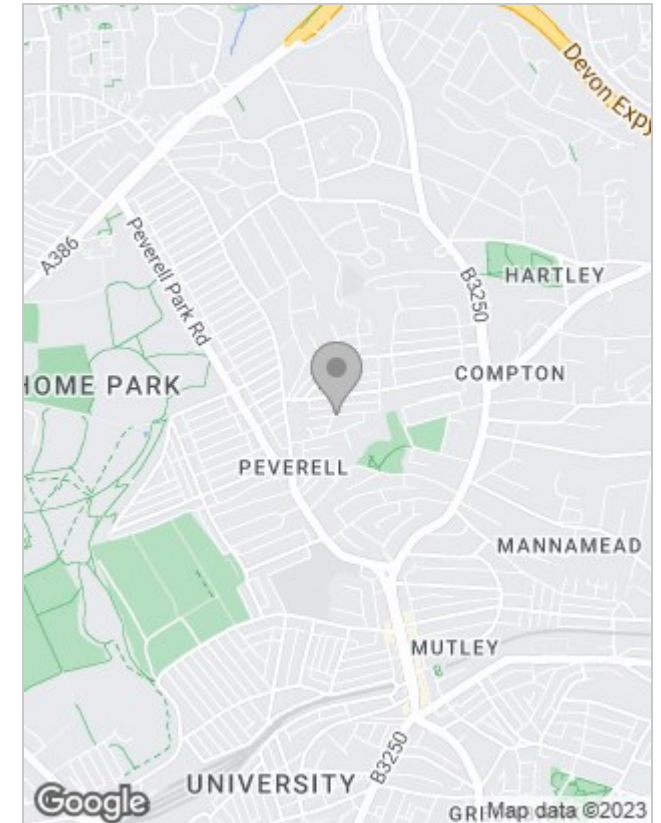 Devon Expy
A386
Peverell Park Rd
HARTLEY
B3250
HOME PARK
COMPTON
PEVERELL
MANNAMEAD
MUTLEY
B3250
UNIVERSITY
Google
Map data ©2023